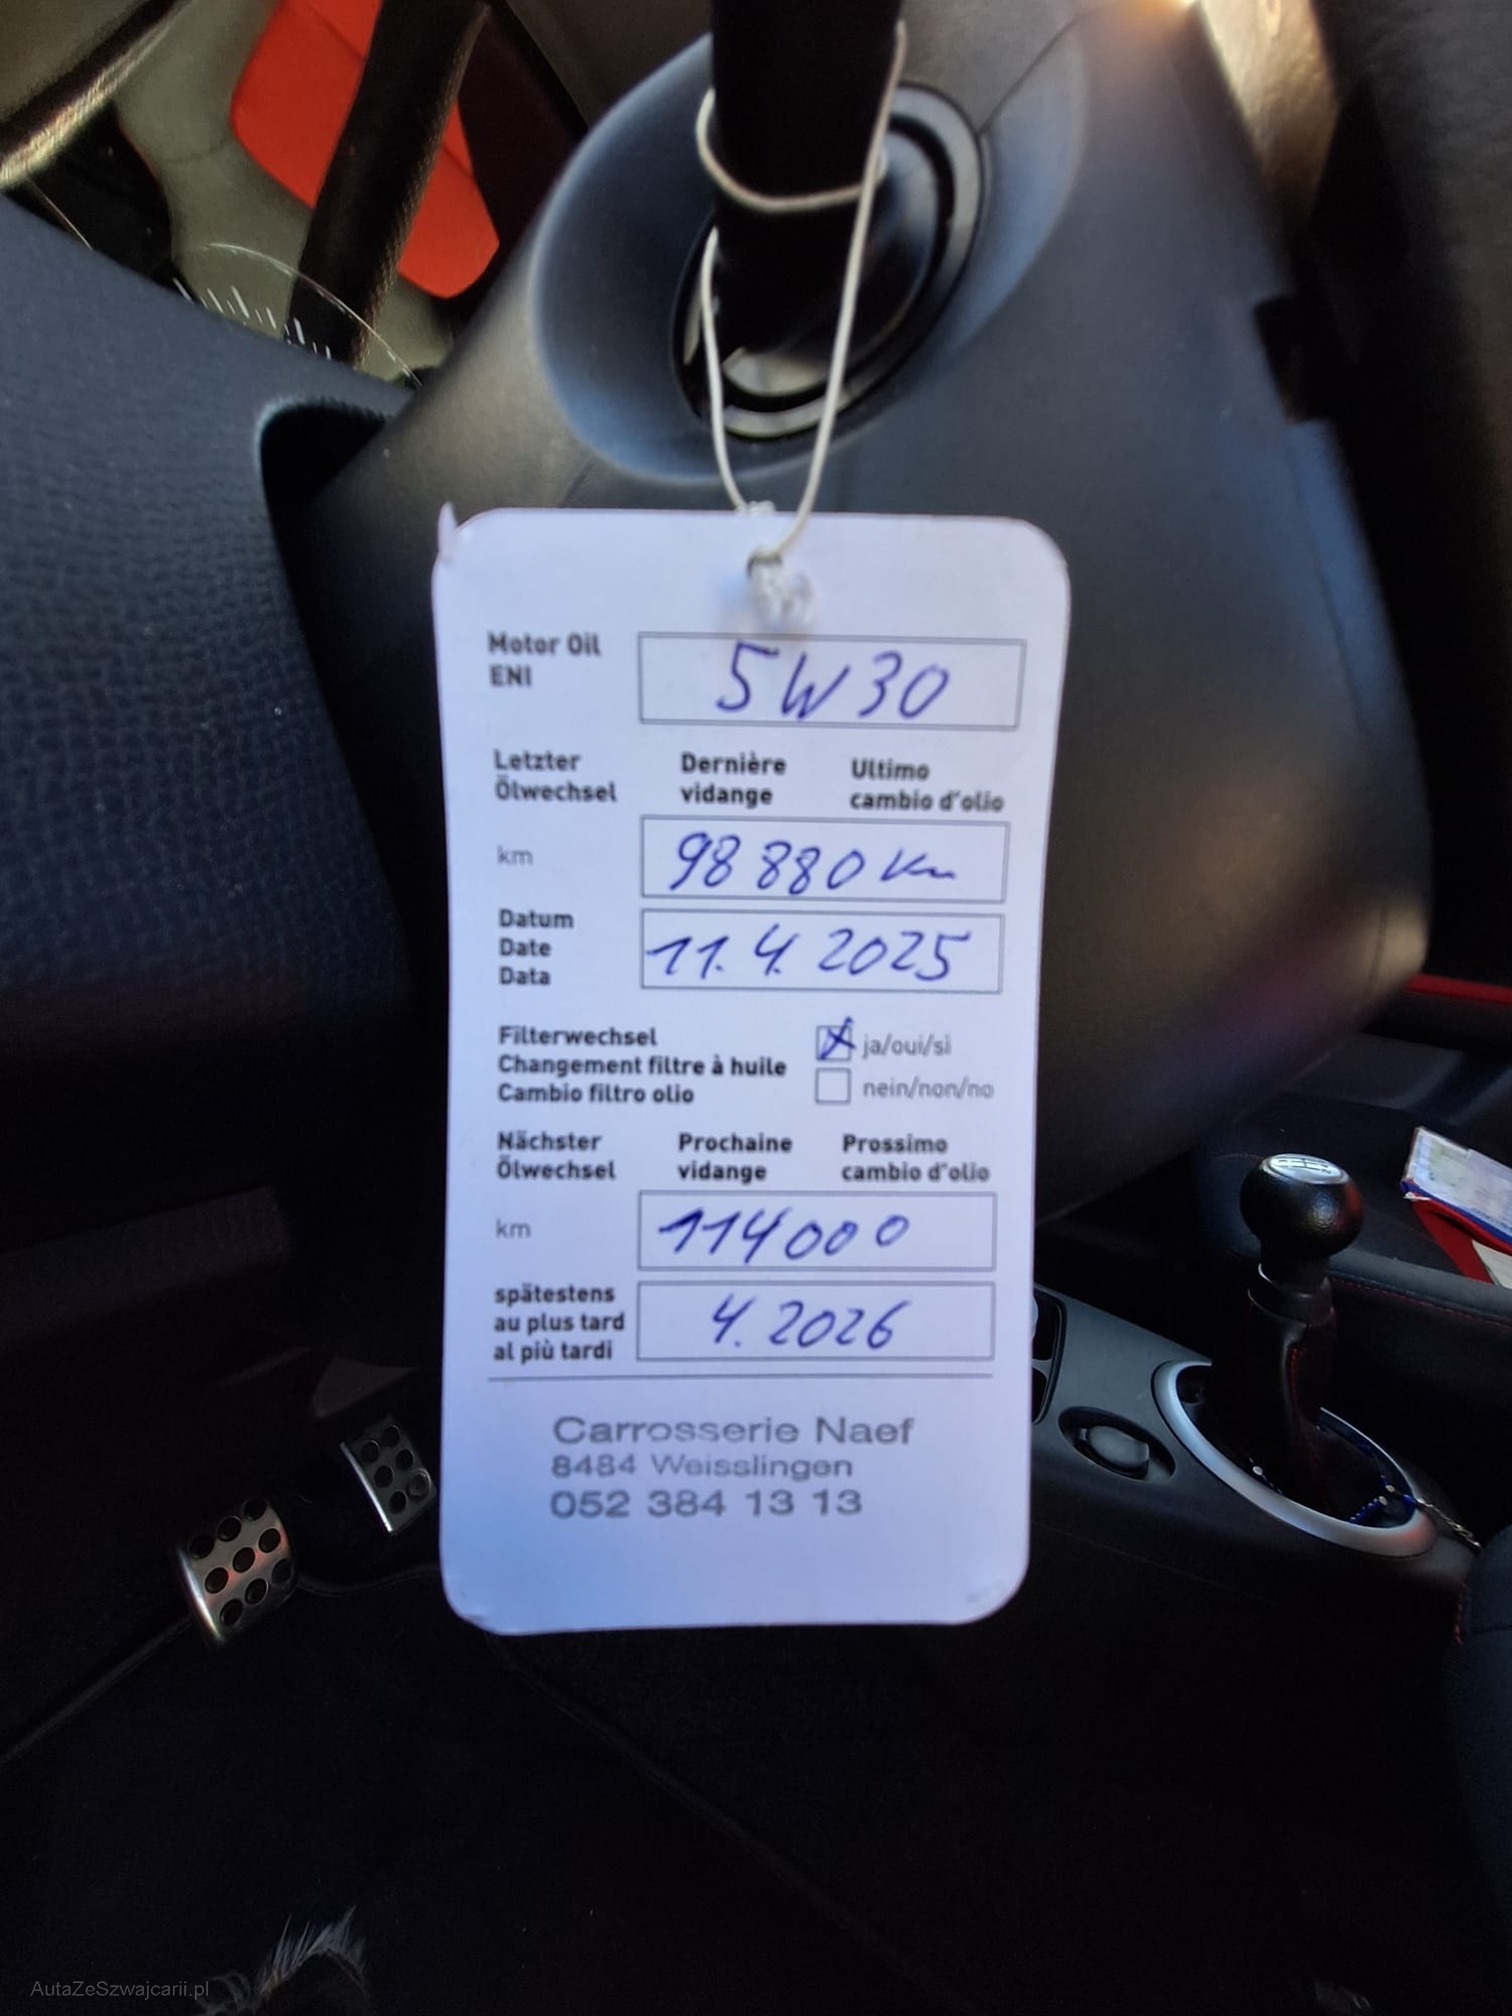 Motor Oil
ENI
5W30
Letzter
Ölwechsel
Dernière
vidange
Ultimo
cambio d'olio
km
98 880 km
Datum
Date
Data
11. 4. 2025
Filterwechsel
Changement filtre à huile
Cambio filtro olio
ja/oui/sì
nein/non/no
Nächster
Ölwechsel
Prochaine
vidange
Prossimo
cambio d'olio
km
114000
spätestens
au plus tard
al più tardi
4. 2026
Carrosserie Naef
8484 Weisslingen
052 384 13 13
AutaZeSzwajcarii.pl